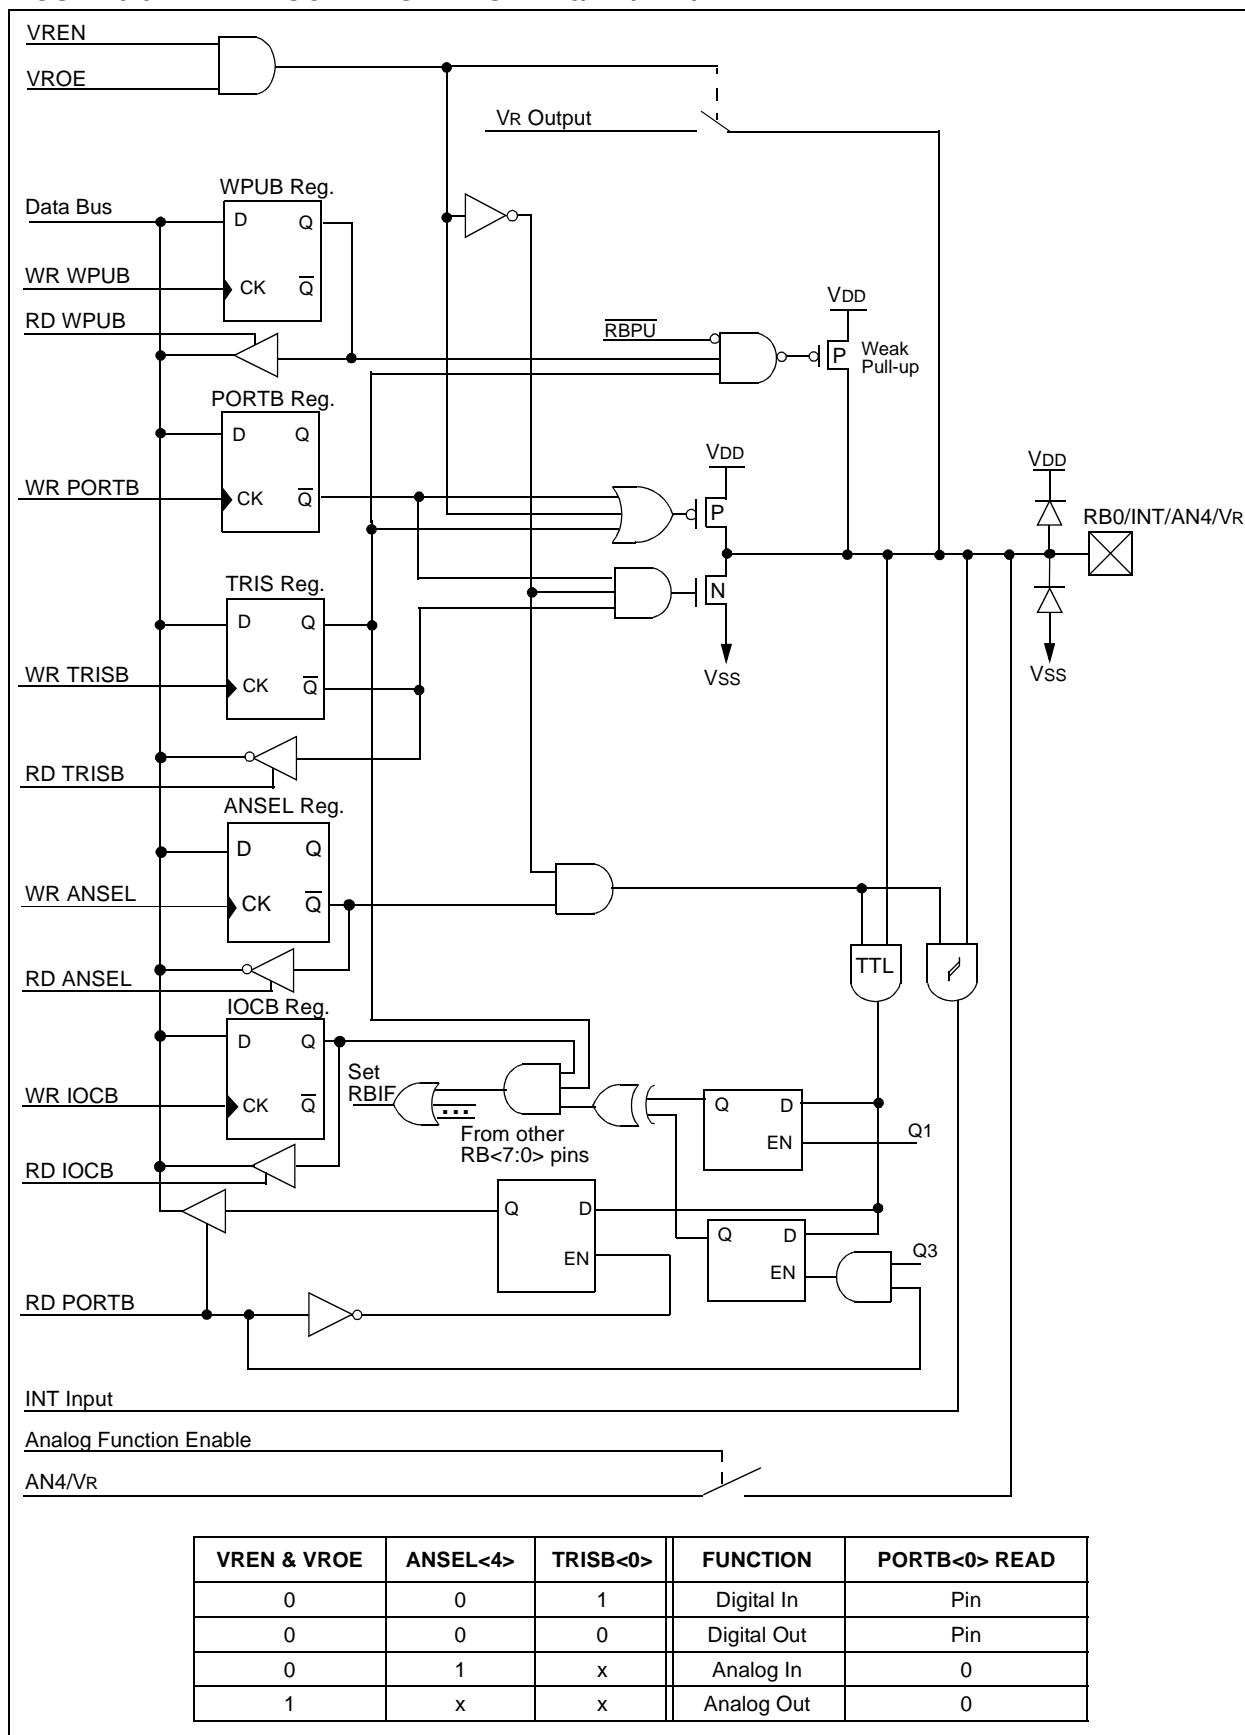 VREN
VROE
VR Output
WPUB Reg.
Data Bus
D Q
WR WPUB
CK Q
RD WPUB
RBPU
VDD
P
Weak
Pull-up
PORTB Reg.
D Q
WR PORTB
CK Q
VDD
P
VDD
RB0/INT/AN4/VR
TRIS Reg.
N
D Q
VSS
VSS
WR TRISB
CK Q
RD TRISB
ANSEL Reg.
D Q
WR ANSEL
CK Q
TTL
RD ANSEL
IOCB Reg.
D Q
Set
RBIF
WR IOCB
CK Q
From other
RB<7:0> pins
Q D
EN
Q1
RD IOCB
Q D
EN
Q D
EN
Q3
RD PORTB
INT Input
Analog Function Enable
AN4/VR
VREN & VROE ANSEL<4> TRISB<0> FUNCTION PORTB<0> READ
0 0 1 Digital In Pin
0 0 0 Digital Out Pin
0 1 x Analog In 0
1 x x Analog Out 0